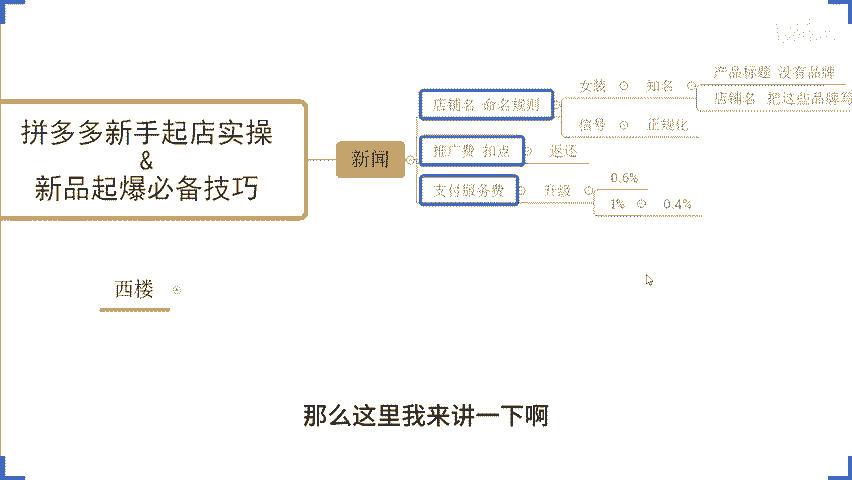 拼多多新手起店实操
&
新品起爆必备技巧
新闻
店铺名 命名规则
女装
知名
产品标题 没有品牌
店铺名 把这些品牌写
信号
正规化
推广费 扣点
返还
支付服务费
升级
0.6%
1%
0.4%
西楼
那么这里我来讲一下啊